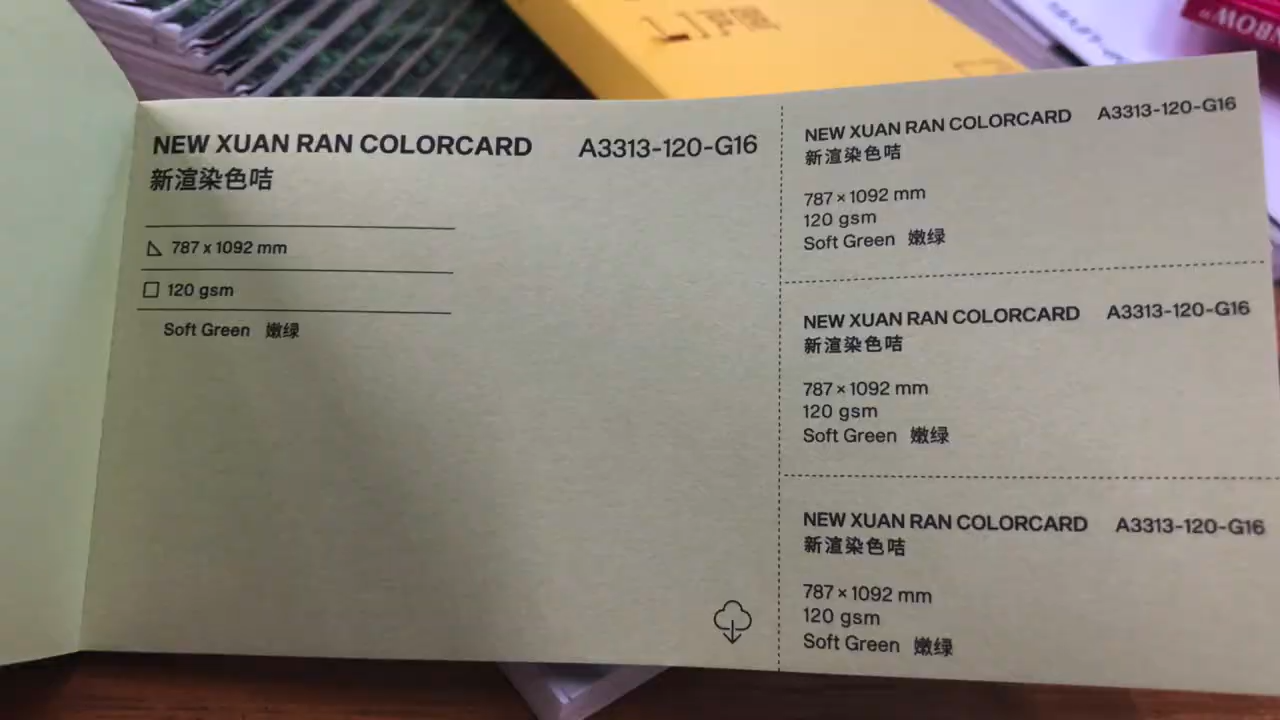 NEW XUAN RAN COLORCARD A3313-120-G16
新渲染色咭
787 x 1092 mm
120 gsm
Soft Green 嫩绿
NEW XUAN RAN COLORCARD A3313-120-G16
新渲染色咭
787 × 1092 mm
120 gsm
Soft Green 嫩绿
NEW XUAN RAN COLORCARD A3313-120-G16
新渲染色咭
787 × 1092 mm
120 gsm
Soft Green 嫩绿
NEW XUAN RAN COLORCARD A3313-120-G16
新渲染色咭
787 × 1092 mm
120 gsm
Soft Green 嫩绿